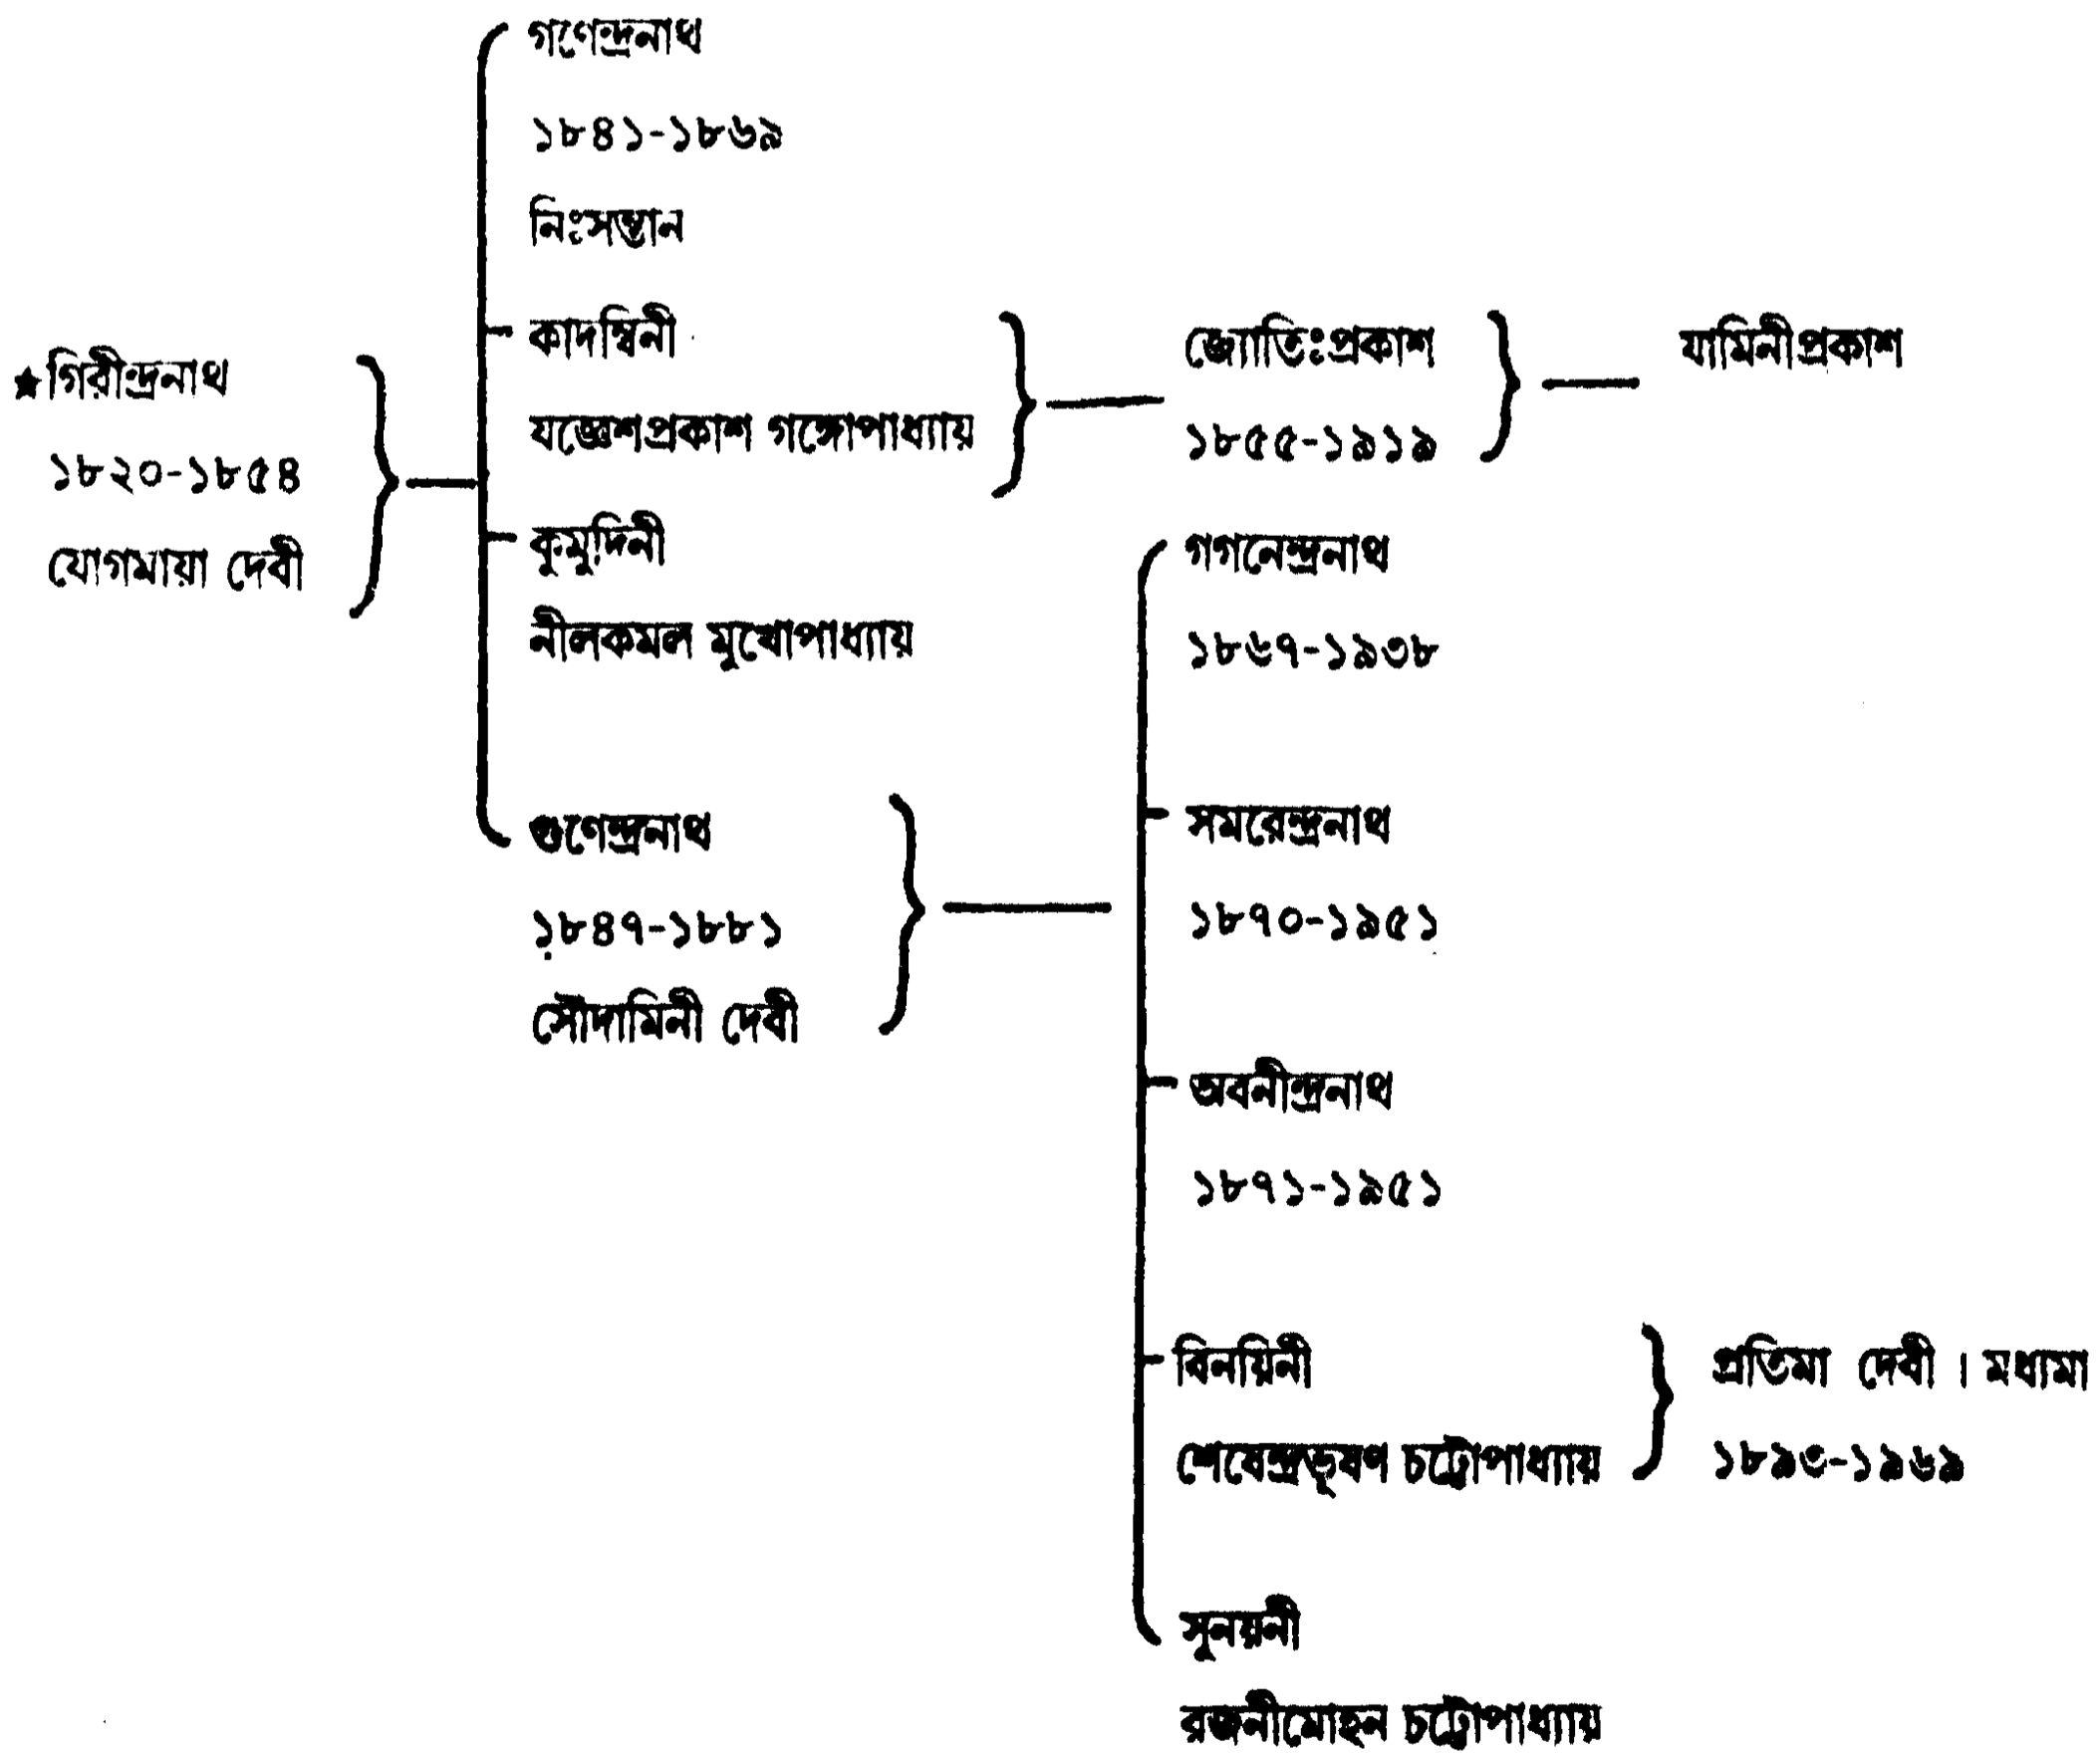 ★গিরীন্দ্রনাথ
১৮২০-১৮৫৪
যোগমায়া দেবী
গণেন্দ্রনাথ
১৮৪১-১৮৬৯
নিঃসন্তান
কাদম্বিনী
যজ্ঞেশপ্রকাশ গঙ্গোপাধ্যায়
কুমুদিনী
নীলকমল মুখোপাধ্যায়
গুণেন্দ্রনাথ
১৮৪৭-১৮৮১
সৌদামিনী দেবী
জ্যোতিঃপ্রকাশ
১৮৫৫-১৯১৯
যামিনীপ্রকাশ
গগনেন্দ্রনাথ
১৮৬৭-১৯৩৮
সমরেন্দ্রনাথ
১৮৭০-১৯৫১
অবনীন্দ্রনাথ
১৮৭১-১৯৫১
বিনয়িনী
শেষেন্দ্রভূষণ চট্টোপাধ্যায়
প্রতিমা দেবী । মধ্যমা
১৮৯৩-১৯৬৯
সুনয়নী
রজনীমোহন চট্টোপাধ্যায়